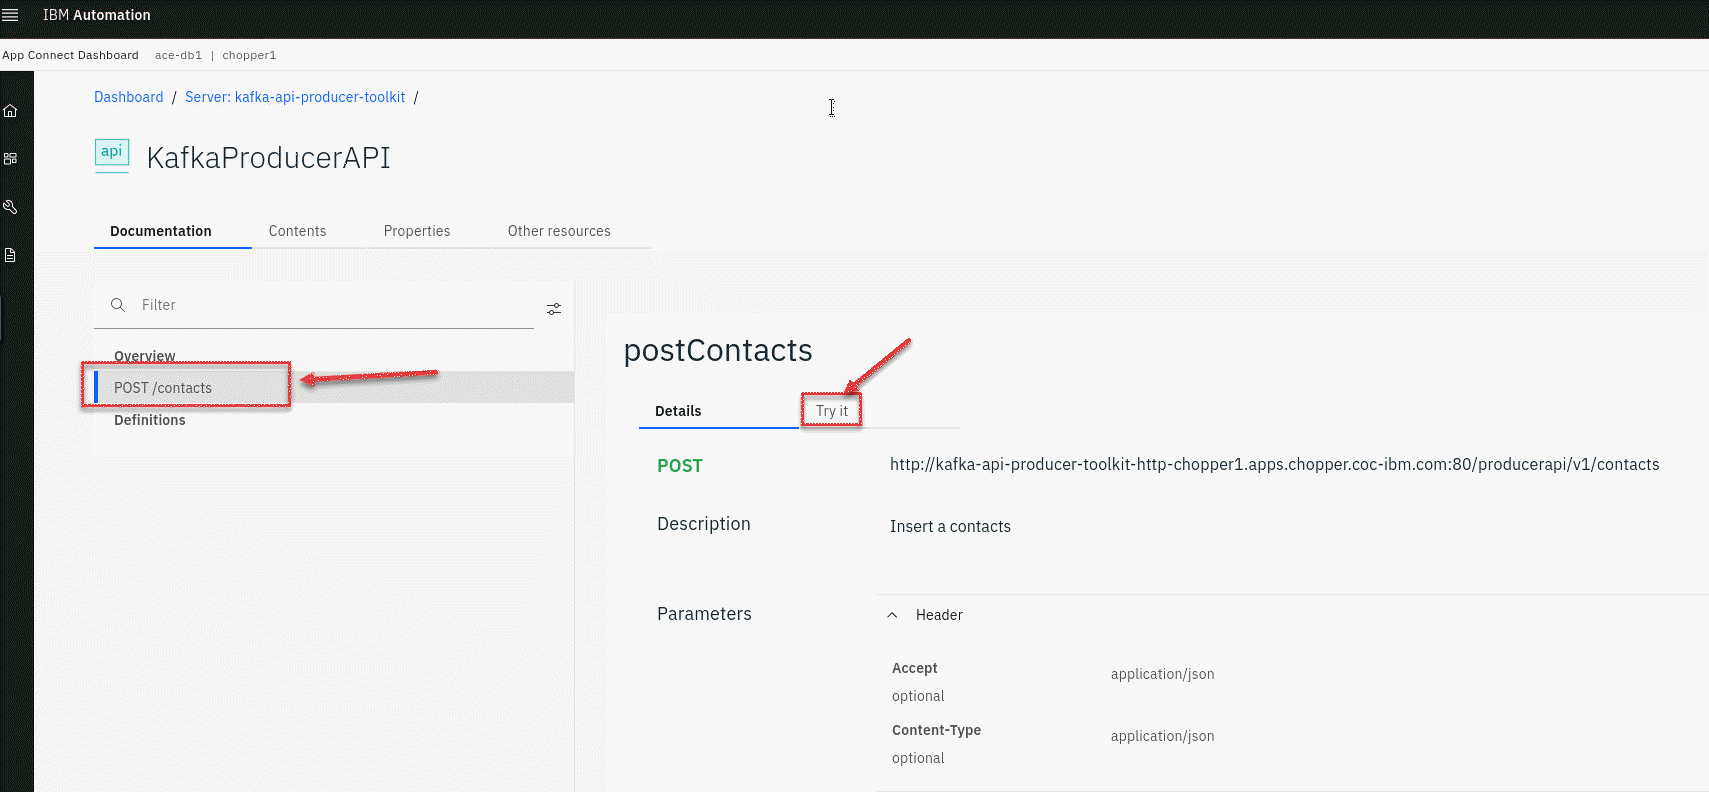 IBM Automation
App Connect Dashboard ace-db1 | chopper1
Dashboard / Server: kafka-api-producer-toolkit /
api KafkaProducerAPI
Documentation Contents Properties Other resources
Filter
Overview
POST /contacts
Definitions
postContacts
Details Try it
POST http://kafka-api-producer-toolkit-http-chopper1.apps.chopper.coc-ibm.com:80/producerapi/v1/contacts
Description Insert a contacts
Parameters Header
Accept application/json
optional
Content-Type application/json
optional